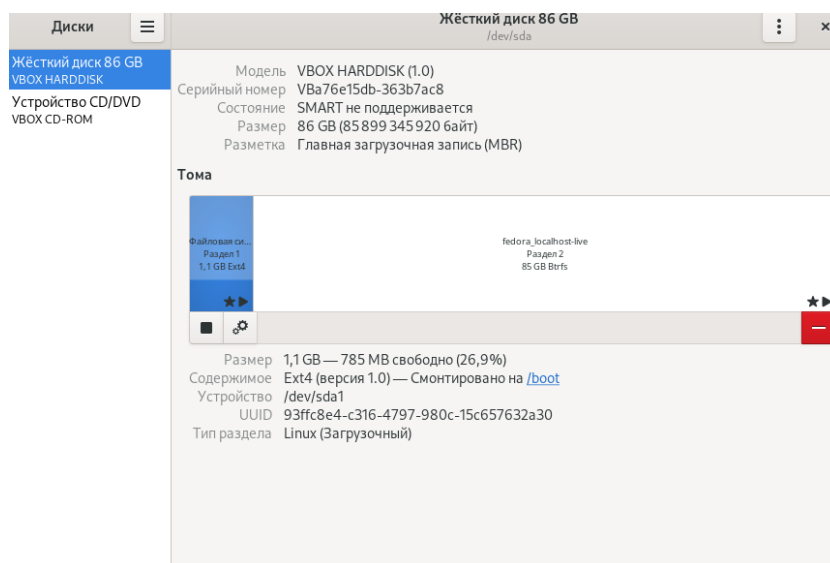 Диски
Жёсткий диск 86 GB
/dev/sda
Жёсткий диск 86 GB
VBOX HARDDISK
Устройство CD/DVD
VBOX CD-ROM
Модель VBOX HARDDISK (1.0)
Серийный номер VBa76e15db-363b7ac8
Состояние SMART не поддерживается
Размер 86 GB (85 899 345 920 байт)
Разметка Главная загрузочная запись (MBR)
Тома
Файловая си...
Раздел 1
1,1 GB Ext4
fedora_localhost-live
Раздел 2
85 GB Btrfs
Размер 1,1 GB — 785 MB свободно (26,9%)
Содержимое Ext4 (версия 1.0) — Смонтировано на /boot
Устройство /dev/sda1
UUID 93ffc8e4-c316-4797-980c-15c657632a30
Тип раздела Linux (Загрузочный)